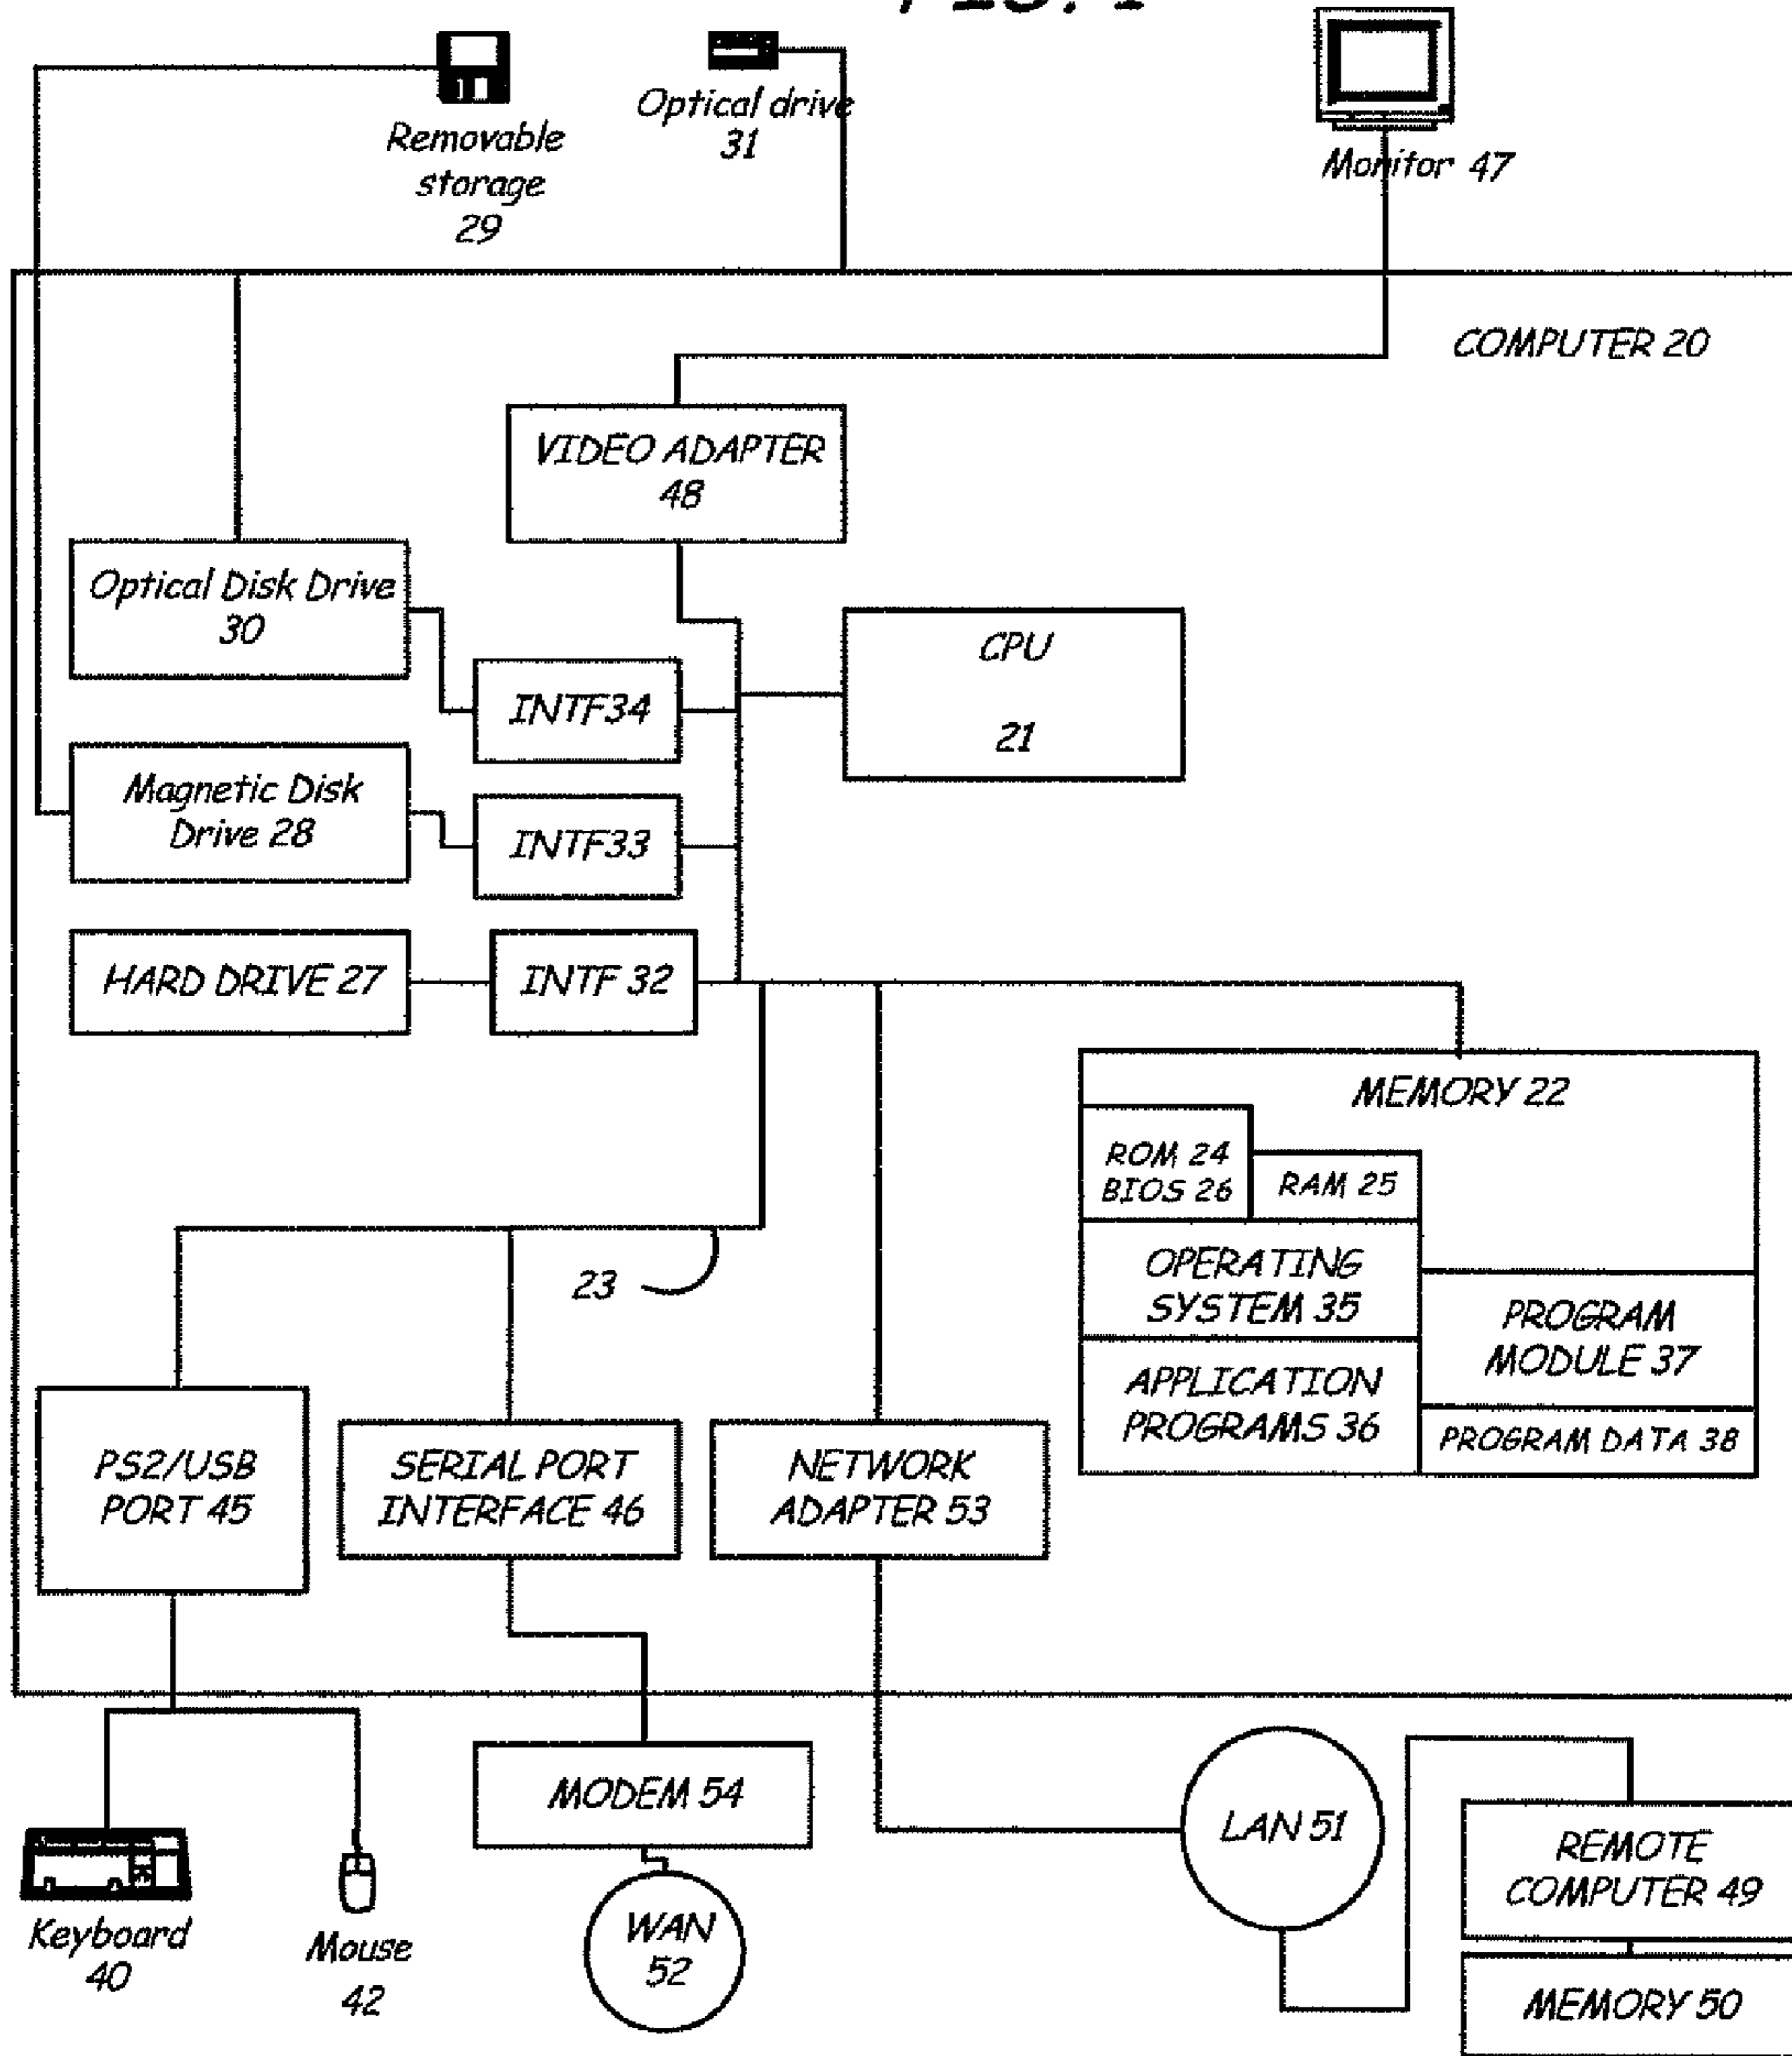 Removable
storage
29
Optical drive
31
Monitor 47
COMPUTER 20
VIDEO ADAPTER
48
Optical Disk Drive
30
INTF34
CPU
21
Magnetic Disk
Drive 28
INTF33
HARD DRIVE 27
INTF 32
MEMORY 22
ROM 24
BIOS 26
RAM 25
OPERATING
SYSTEM 35
PROGRAM
MODULE 37
APPLICATION
PROGRAMS 36
PROGRAM DATA 38
23
PS2/USB
PORT 45
SERIAL PORT
INTERFACE 46
NETWORK
ADAPTER 53
MODEM 54
LAN 51
REMOTE
COMPUTER 49
MEMORY 50
WAN
52
Keyboard
40
Mouse
42